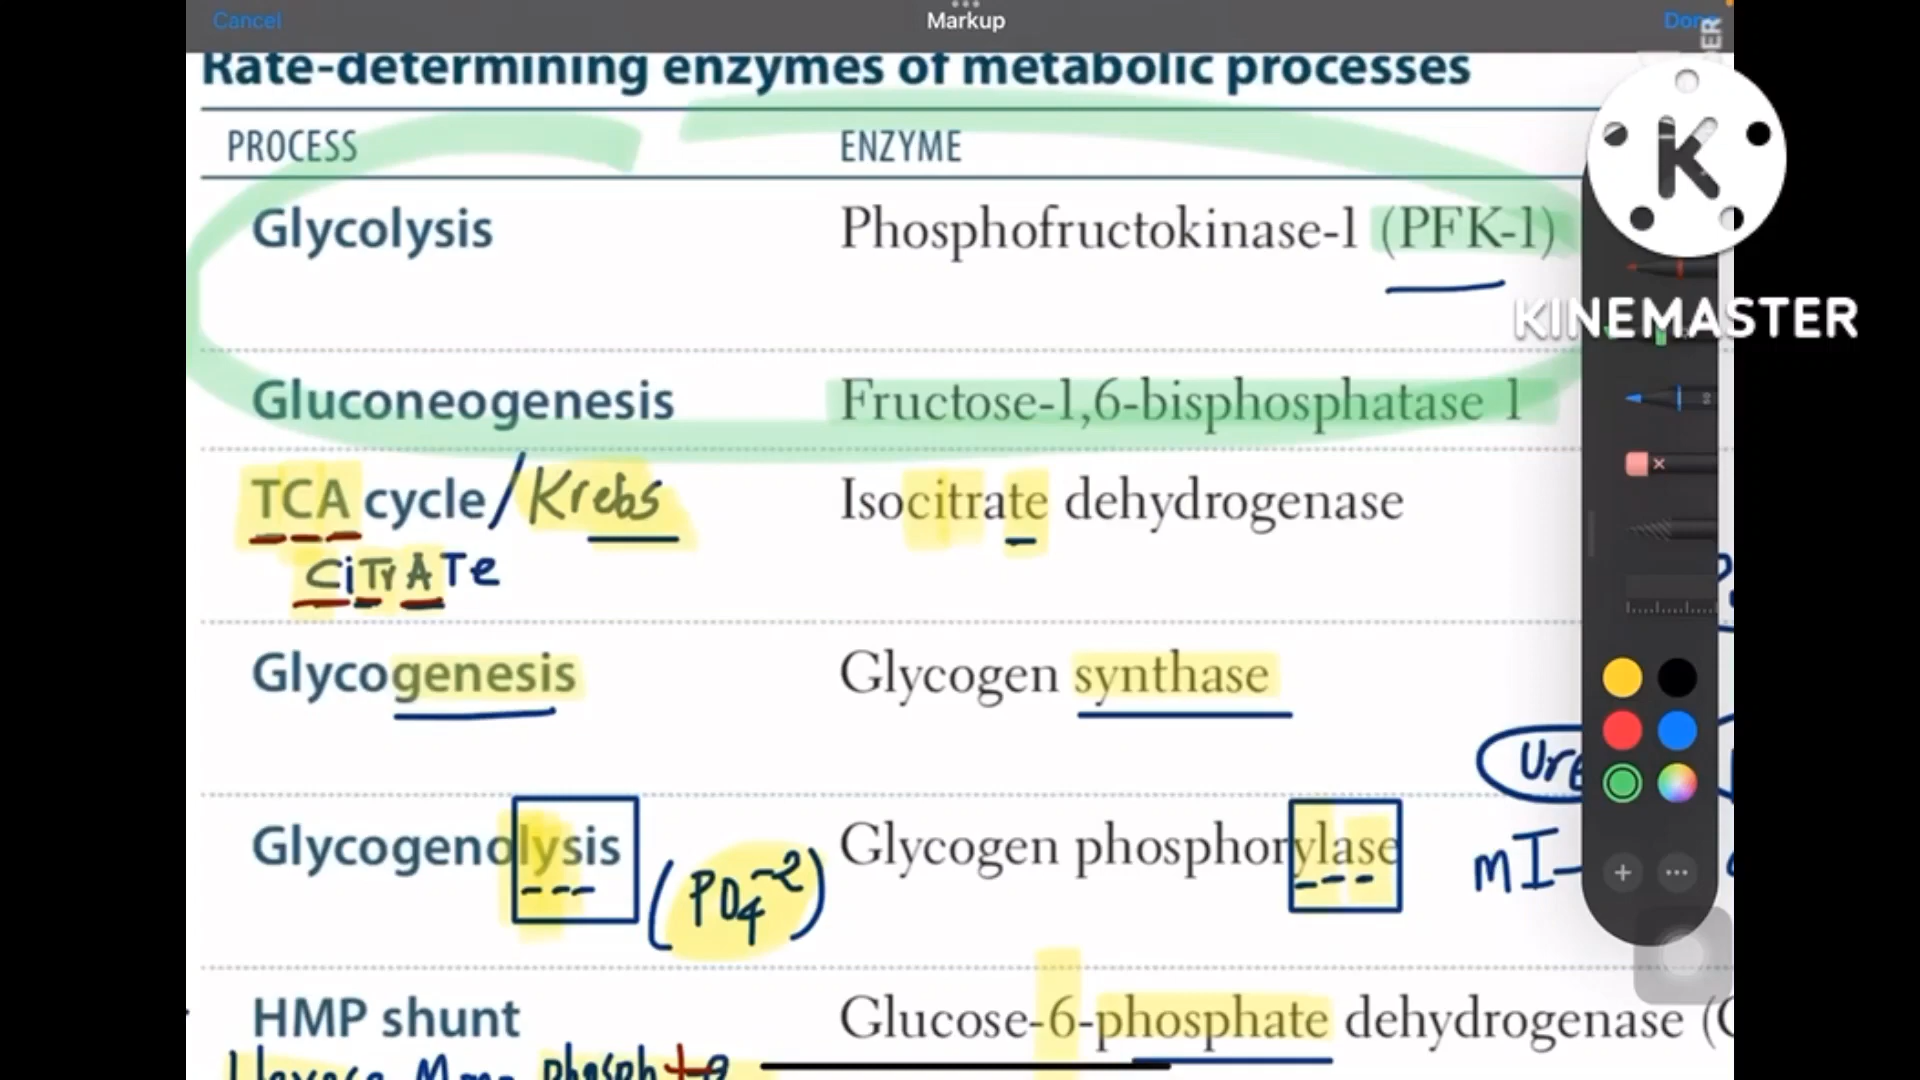 Cancel Markup
Rate-determining enzymes of metabolic processes
PROCESS ENZYME
Glycolysis Phosphofructokinase-1 (PFK-1)
KINEMASTER
Gluconeogenesis Fructose-1,6-bisphosphatase 1
TCA cycle / Krebs Isocitrate dehydrogenase
CiTrATe
Glycogenesis Glycogen synthase
Glycogenolysis (PO4-2) Glycogen phosphorylase
HMP shunt Glucose-6-phosphate dehydrogenase